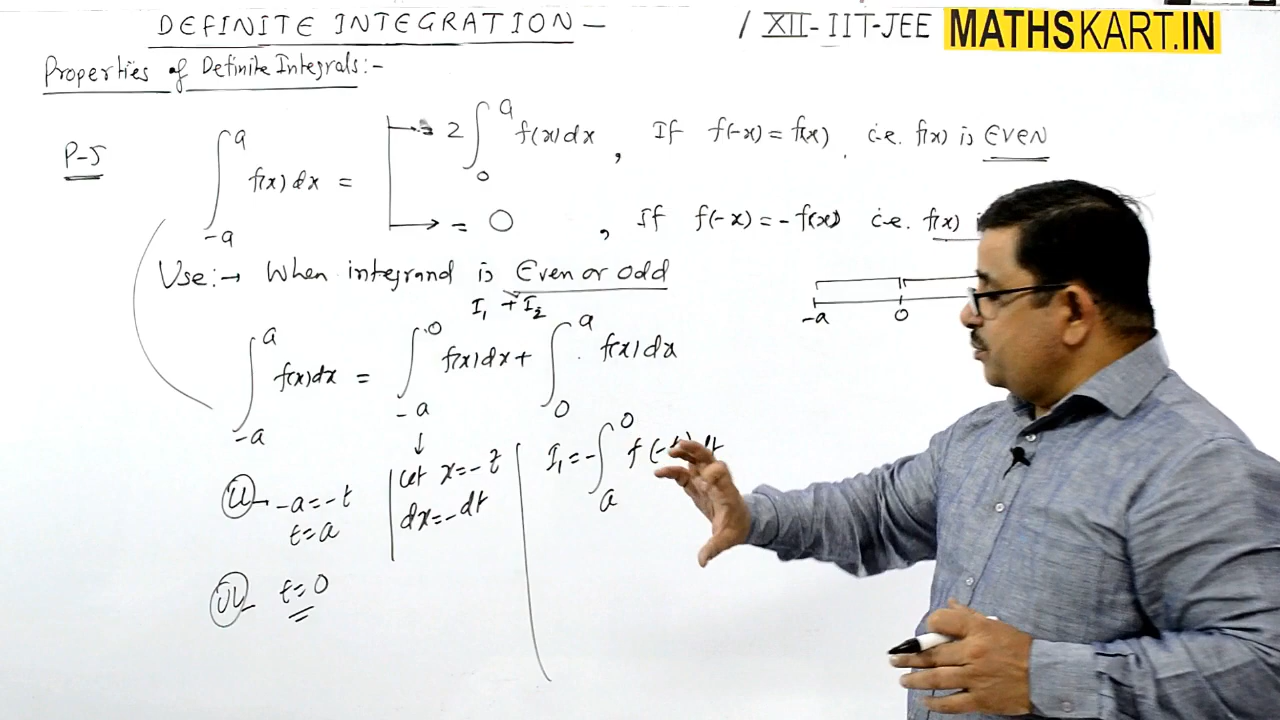 DEFINITE INTEGRATION – / XII- IIT-JEE MATHSKART.IN
Properties of Definite Integrals:-
P-5 ∫_{-a}^{a} f(x) dx =
→ = 2 ∫_{0}^{a} f(x) dx , If f(-x) = f(x) . i.e. f(x) is EVEN
→ = 0 , If f(-x) = - f(x) i.e. f(x)
Use:→ When integrand is Even or odd
-a 0
I₁ + I₂
∫_{-a}^{a} f(x) dx = ∫_{-a}^{0} f(x) dx + ∫_{0}^{a} f(x) dx
↓
let x = -t
dx = -dt
-a = -t
t = a
t = 0
I₁ = - ∫_{a}^{0} f(-t) dt